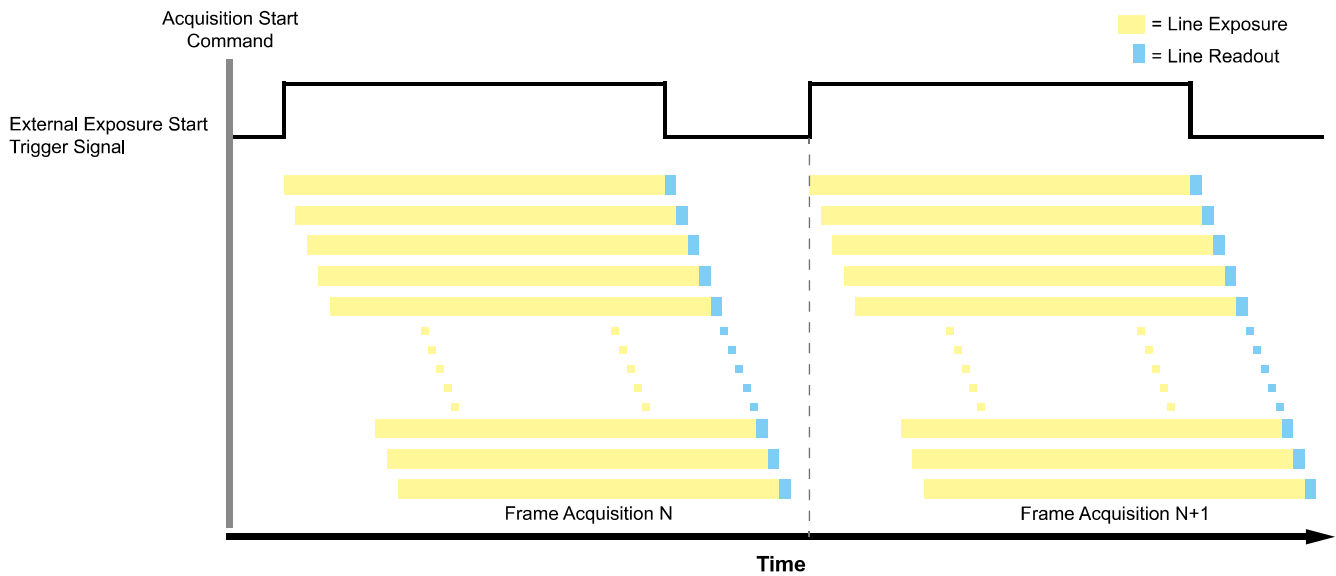 Acquisition Start
Command
= Line Exposure
= Line Readout
External Exposure Start
Trigger Signal
Frame Acquisition N
Frame Acquisition N+1
Time